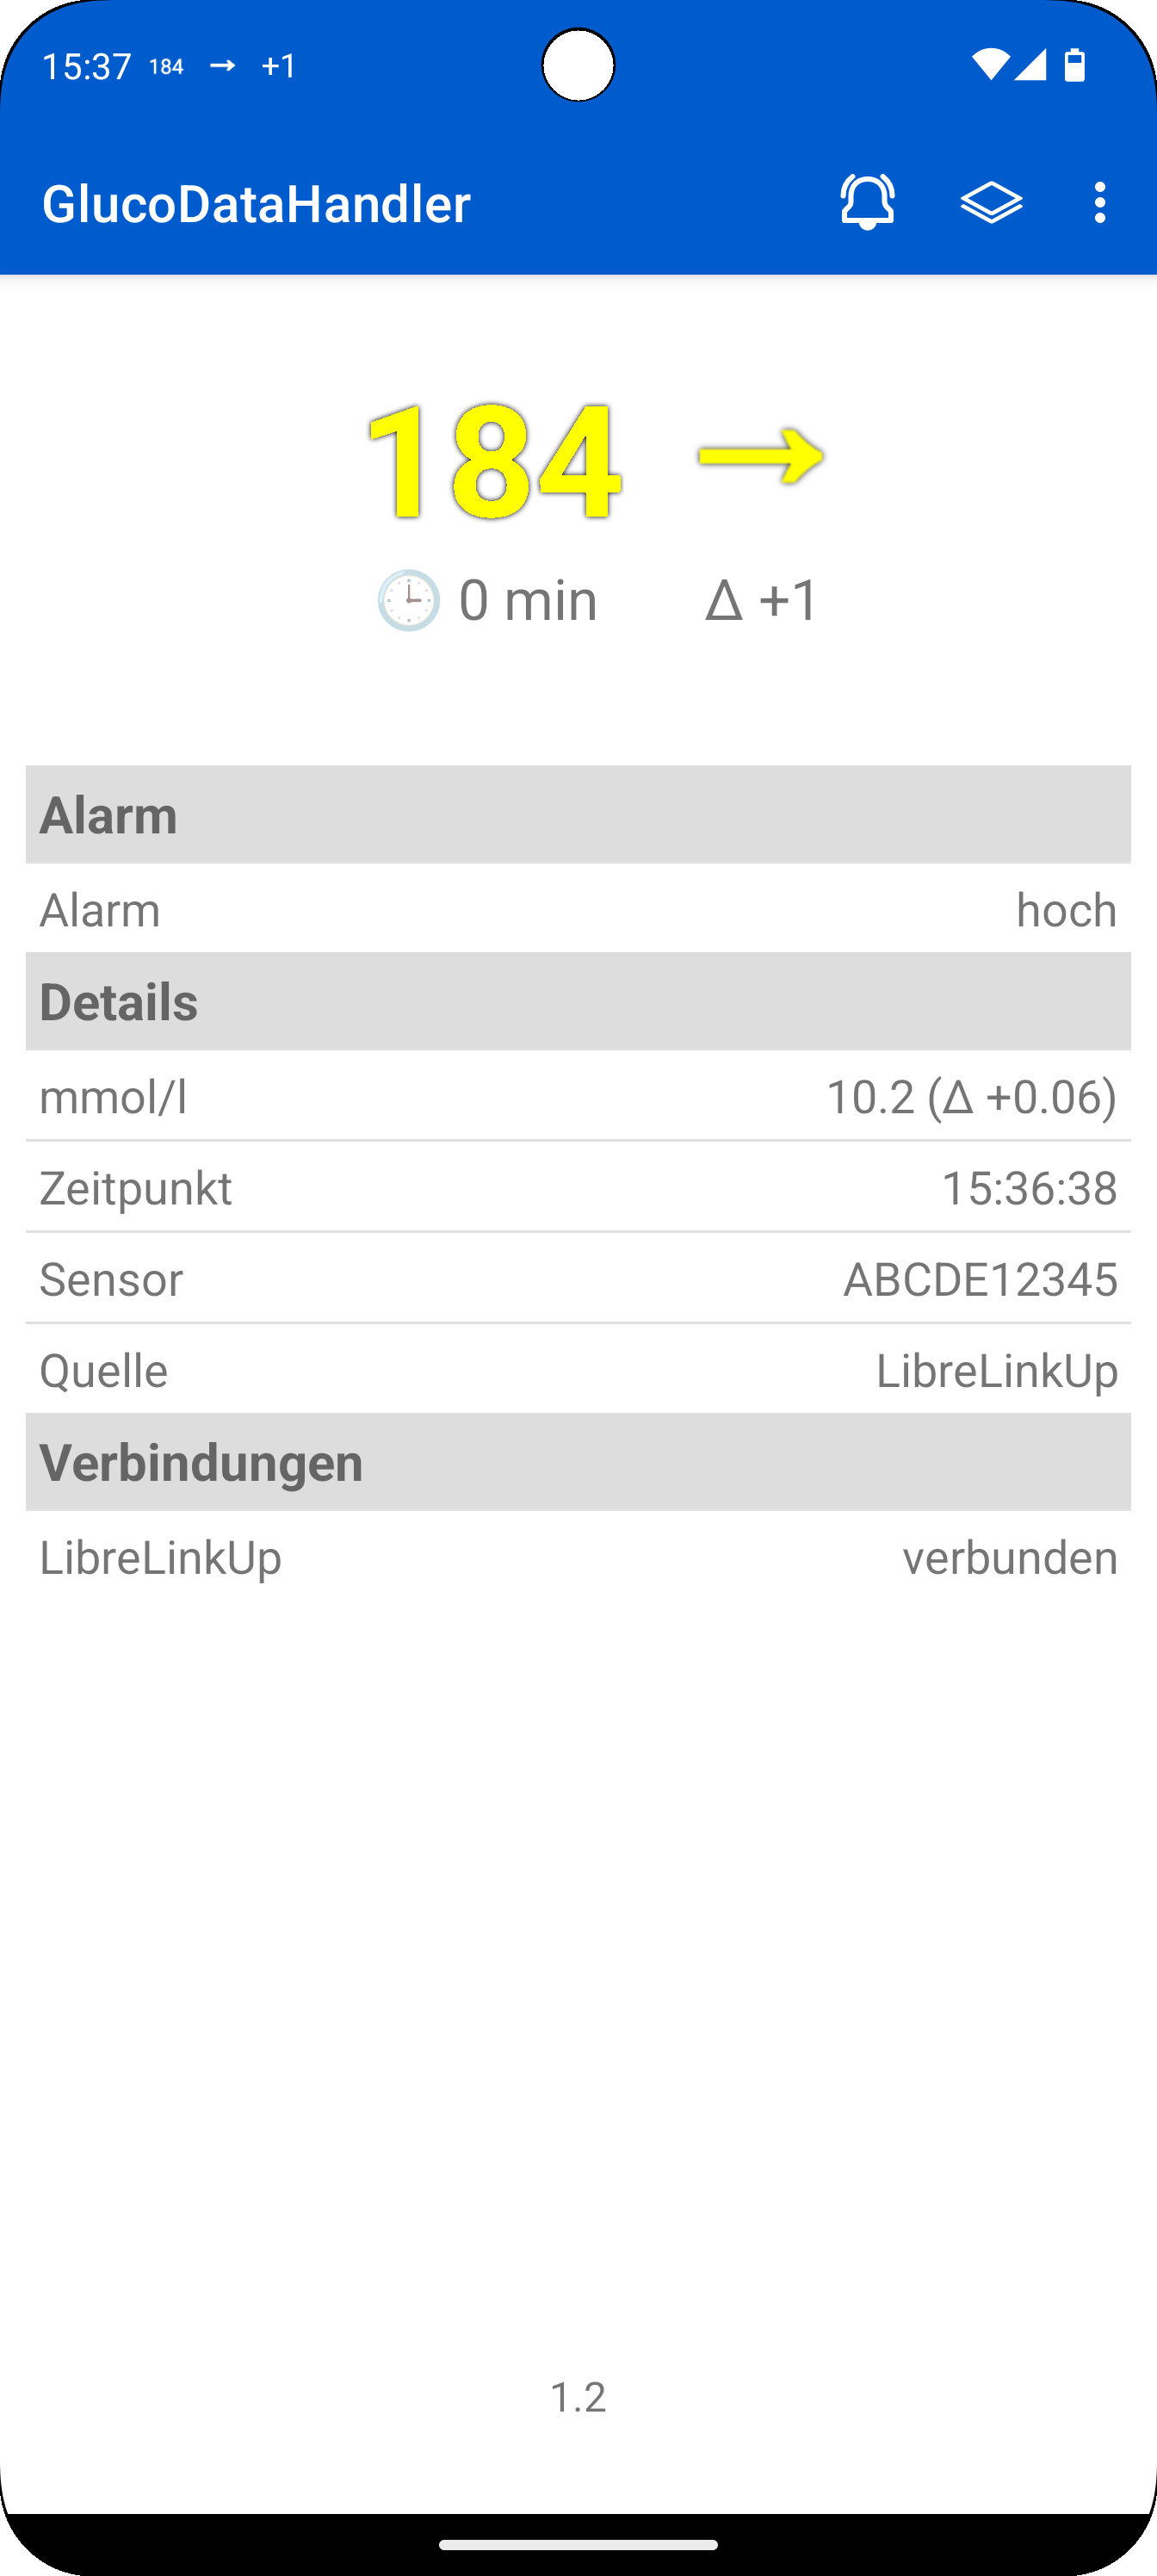 15:37 184 → +1
GlucoDataHandler
184 →
🕒 0 min Δ +1
Alarm
Alarm hoch
Details
mmol/l 10.2 (Δ +0.06)
Zeitpunkt 15:36:38
Sensor ABCDE12345
Quelle LibreLinkUp
Verbindungen
LibreLinkUp verbunden
1.2